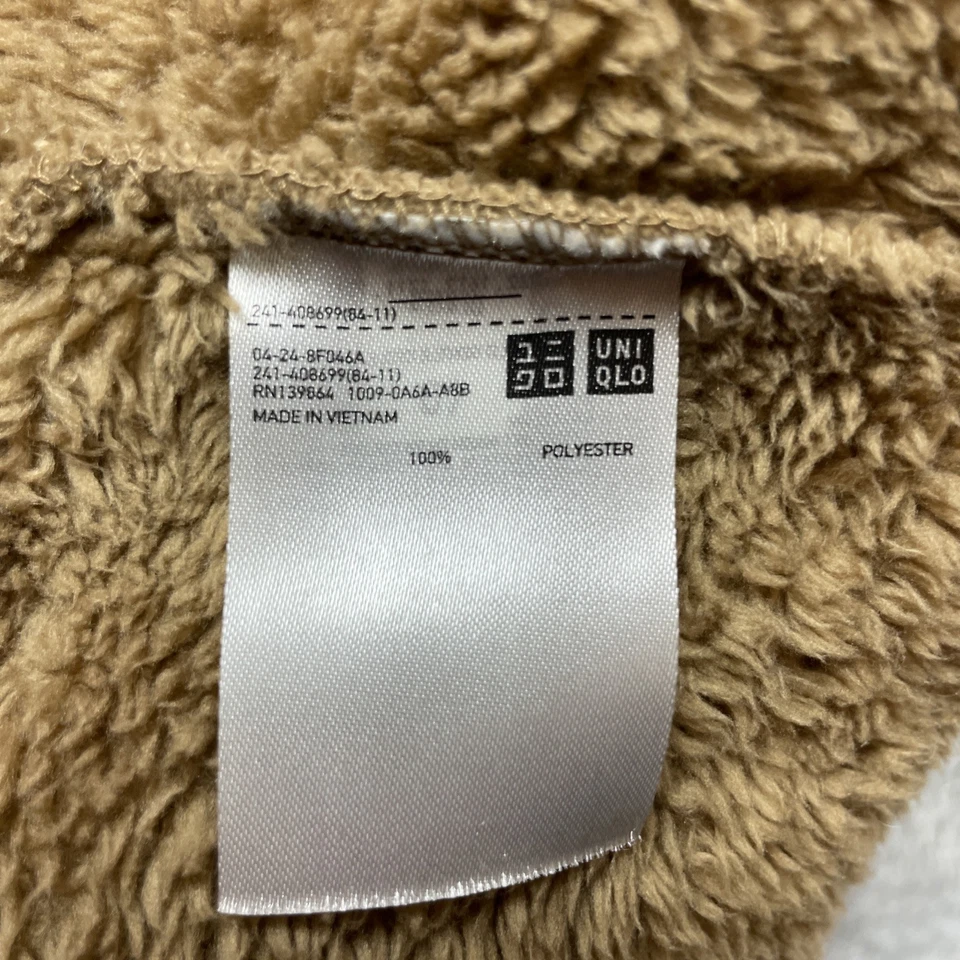 241-408699(84-11)
04-24-8F046A
241-408699(84-11)
RN139864 1009-0A6A-A8B
MADE IN VIETNAM
ユニ
クロ
UNI
QLO
100% POLYESTER